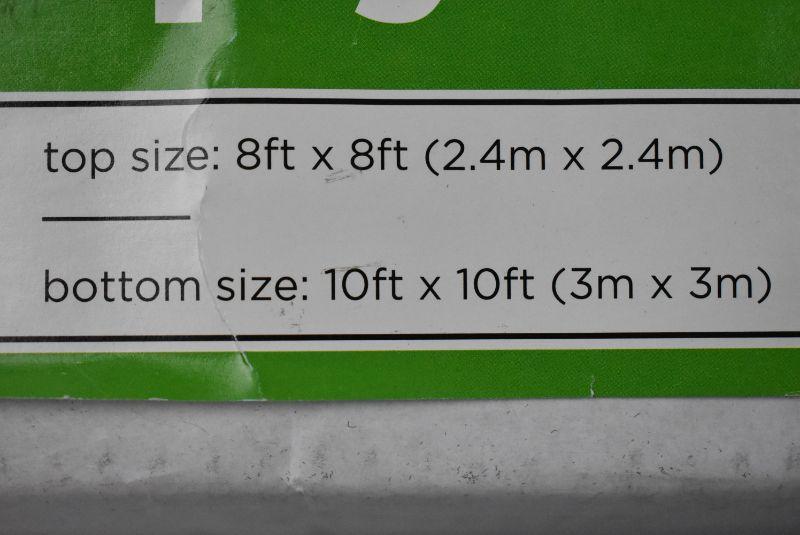 top size: 8ft x 8ft (2.4m x 2.4m)
bottom size: 10ft x 10ft (3m x 3m)